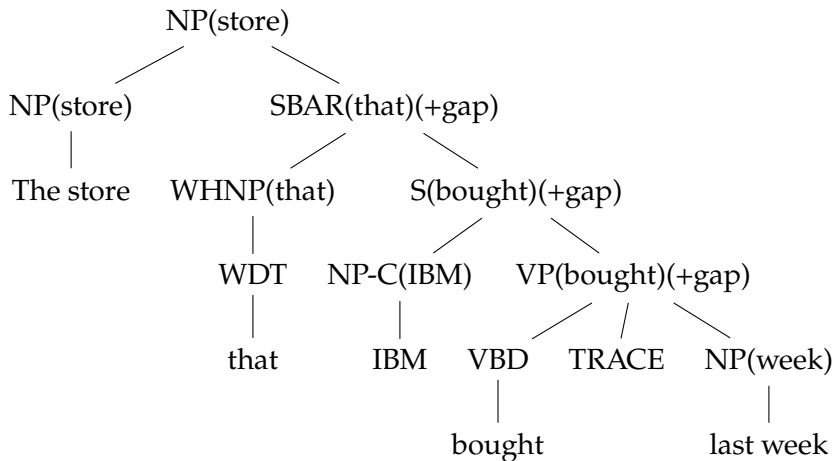 NP(store)
NP(store) SBAR(that)(+gap)
The store WHNP(that) S(bought)(+gap)
WDT NP-C(IBM) VP(bought)(+gap)
that IBM VBD TRACE NP(week)
bought last week